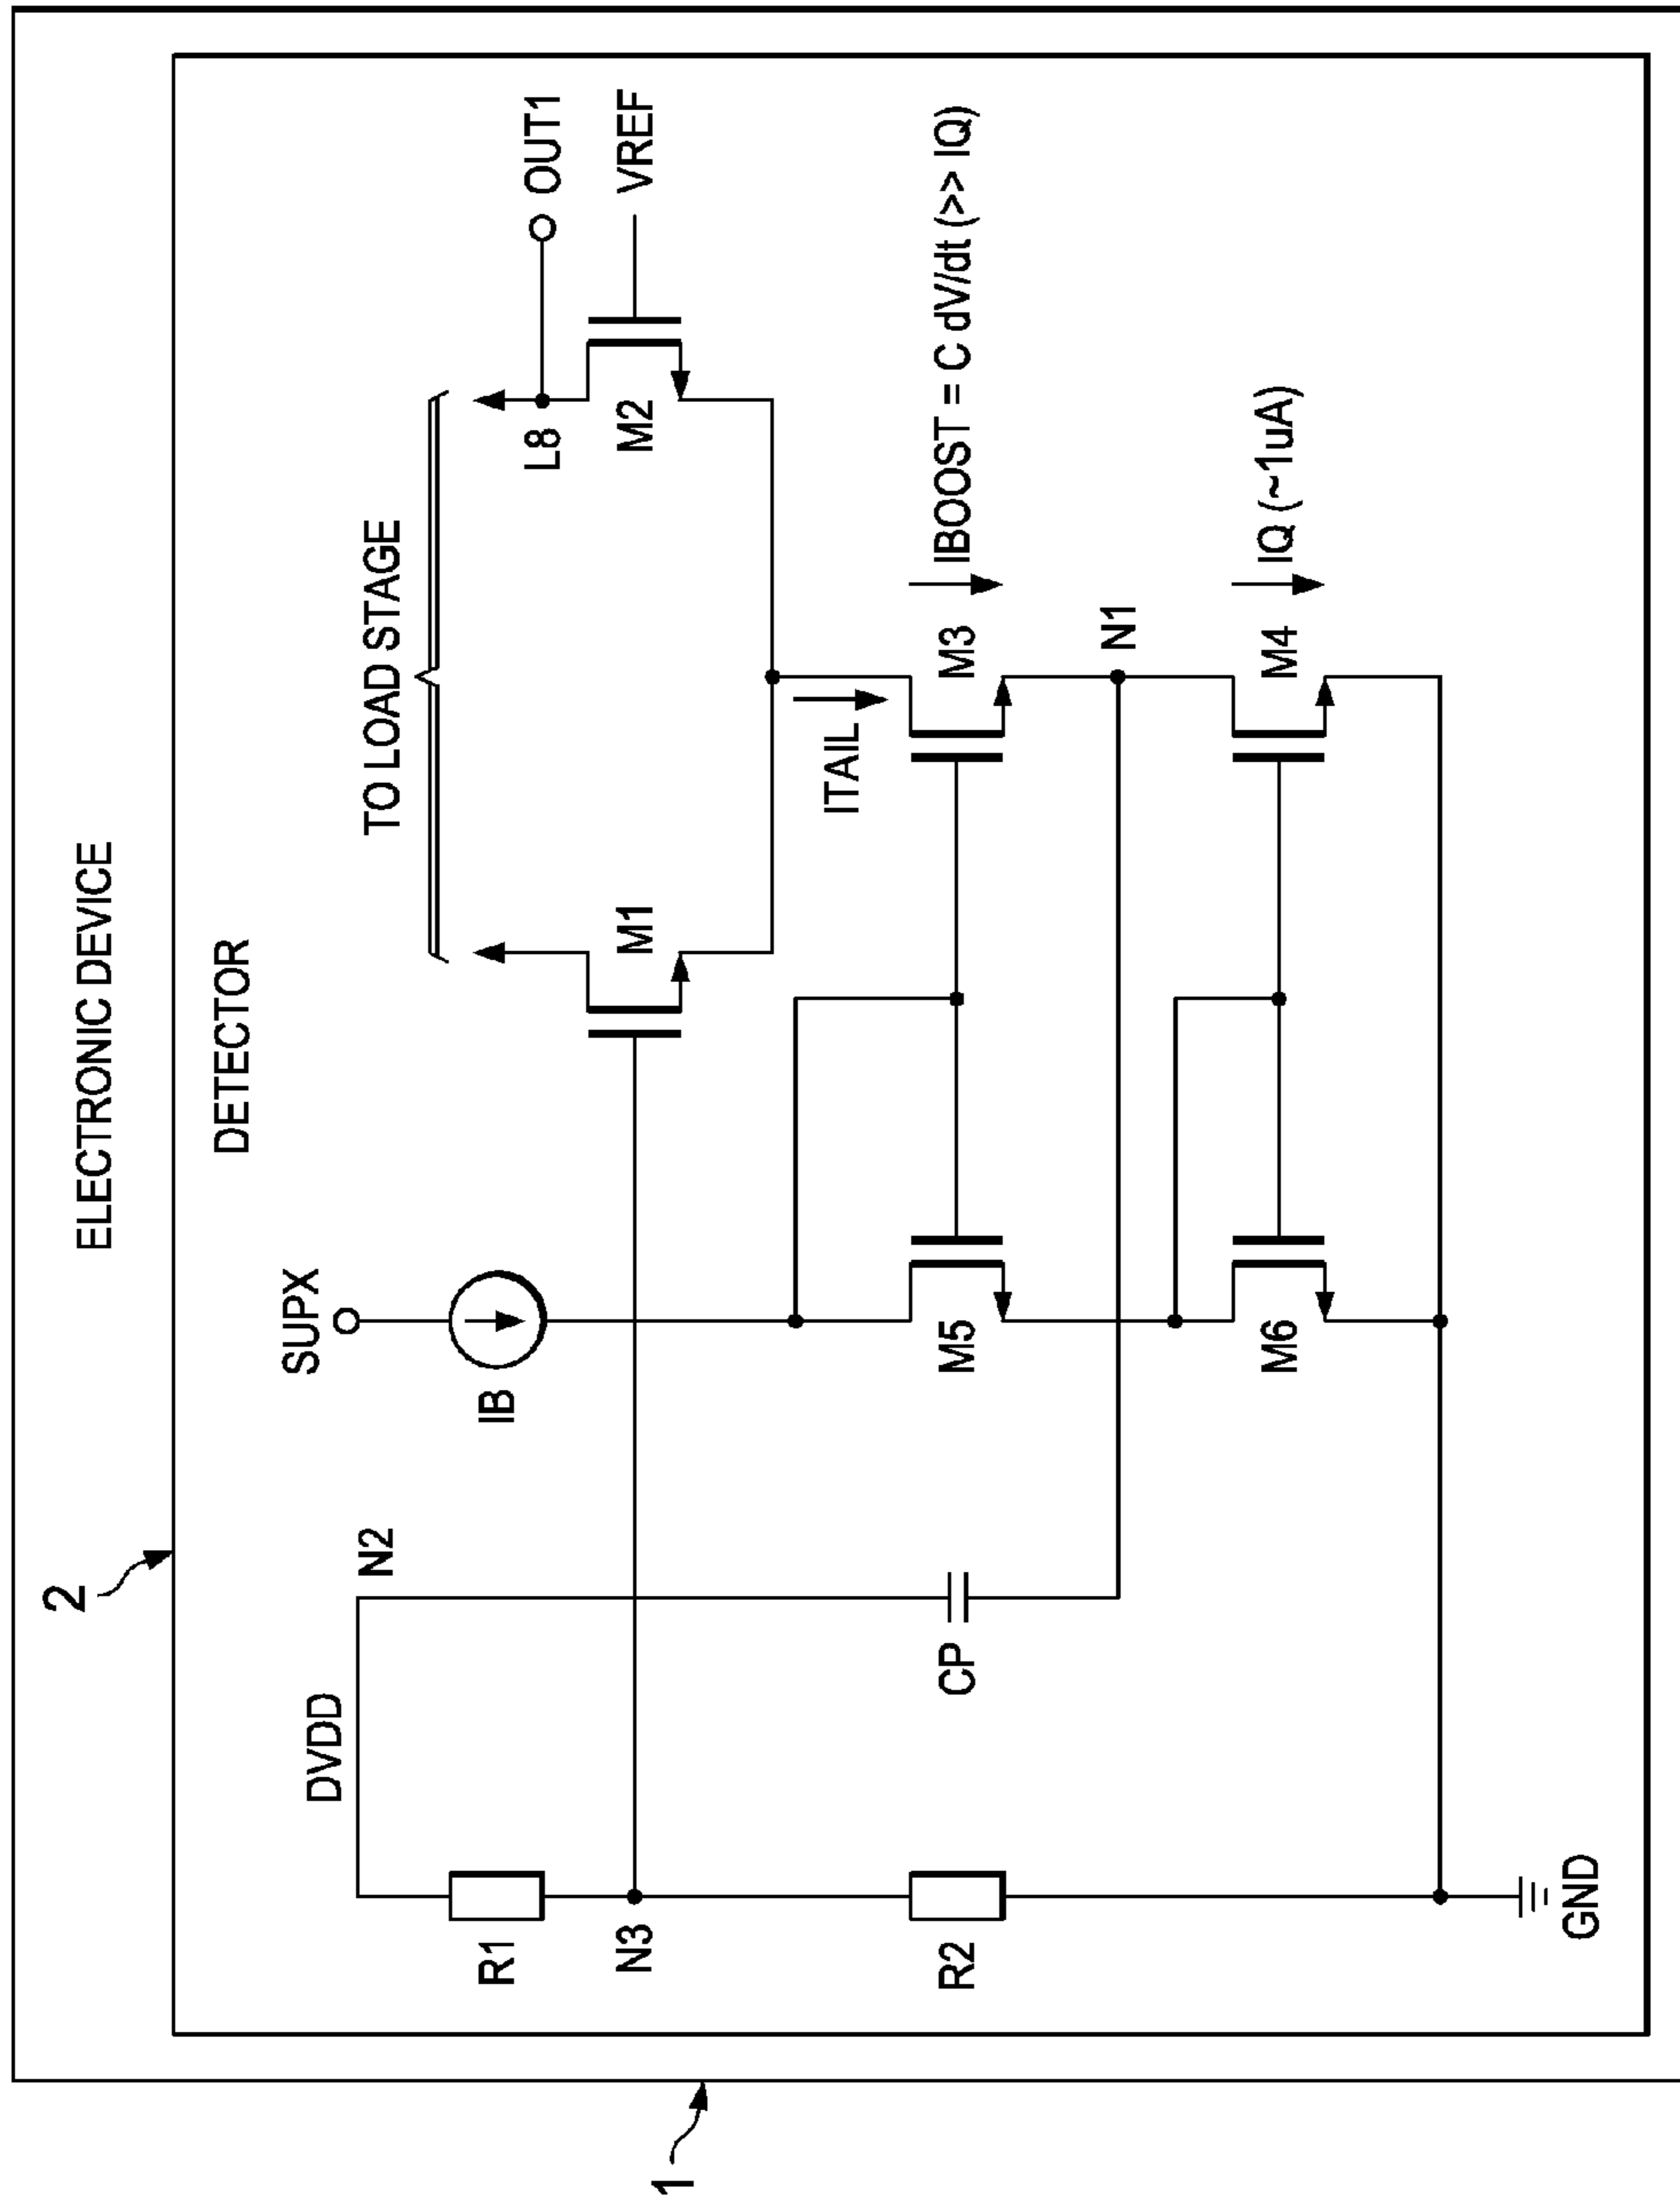 ELECTRONIC DEVICE
2
DETECTOR
SUPX
TO LOAD STAGE
DVDD
N2
IB
R1
L8
OUT1
N3
M1
M2
VREF
ITAIL
R2
CP
M5
M3
IBOOST = C dV/dt (>> IQ)
N1
M6
M4
IQ (~1uA)
GND
1